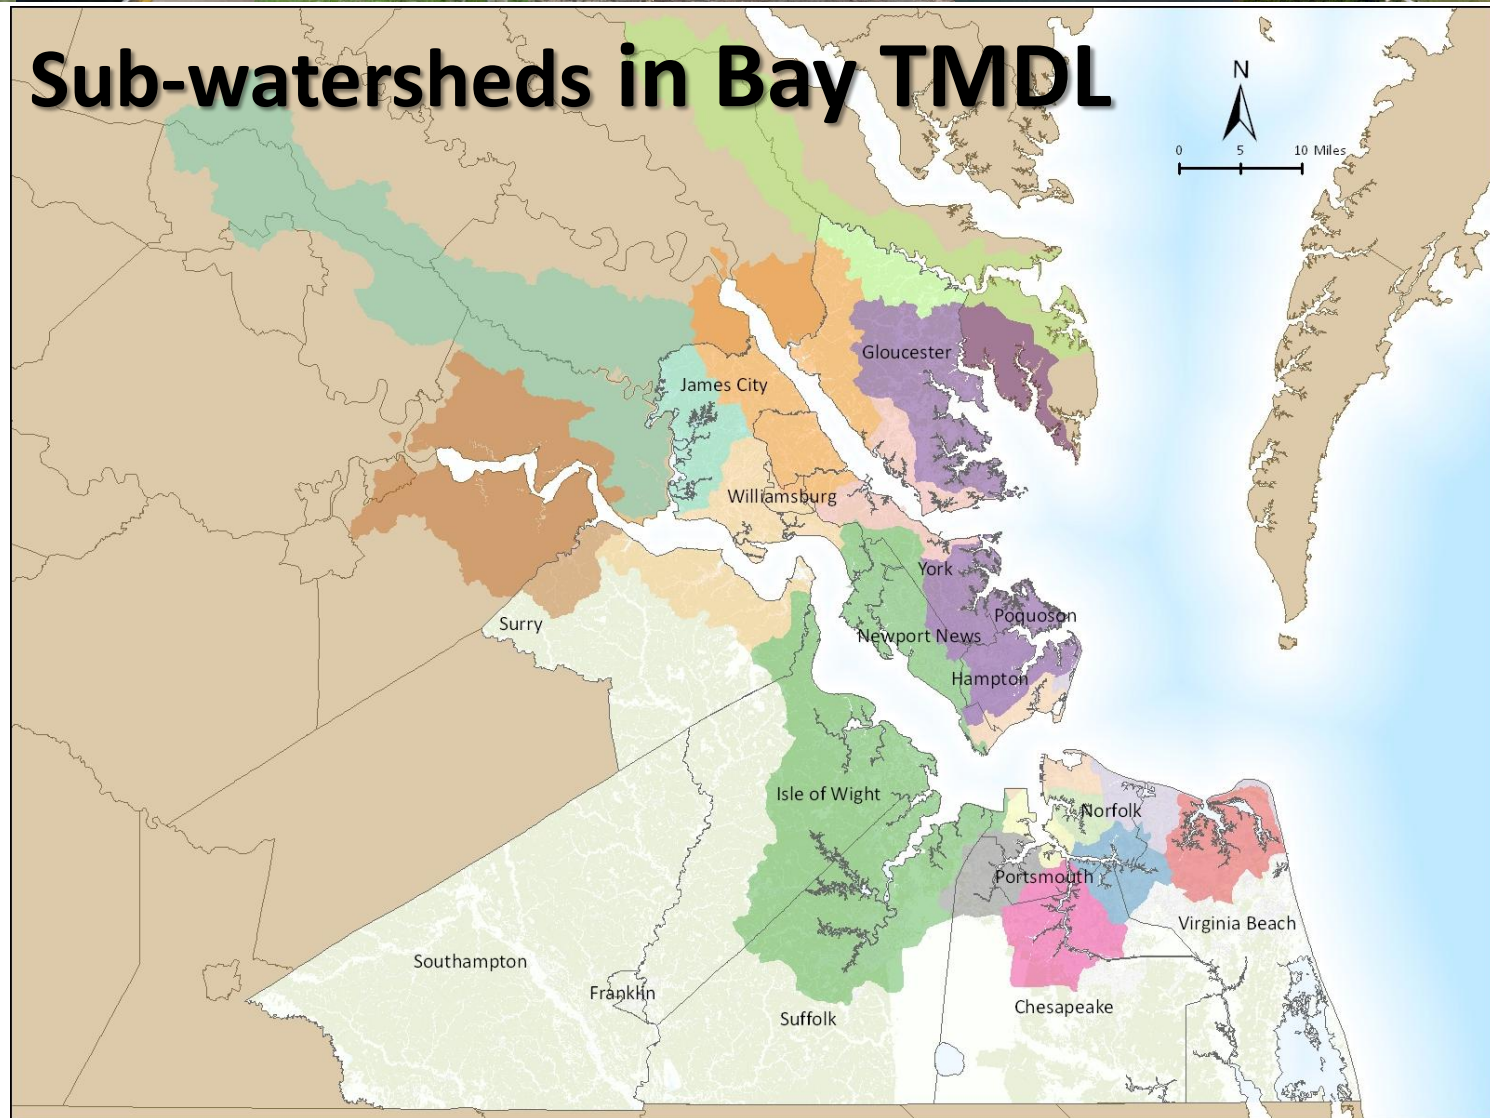 Sub-watersheds in Bay TMDL
N
0 5 10 Miles
Gloucester
James City
Williamsburg
York
Poquoson
Surry
Newport News
Hampton
Isle of Wight
Norfolk
Portsmouth
Virginia Beach
Southampton
Franklin
Suffolk
Chesapeake